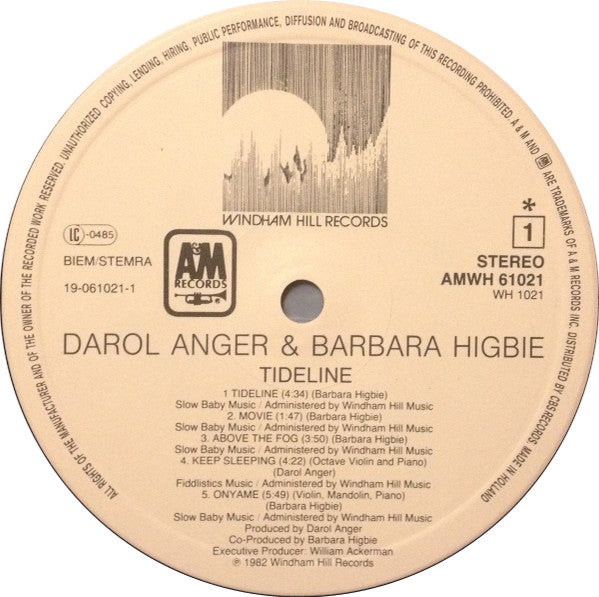 ALL RIGHTS OF THE MANUFACTURER AND OF THE OWNER OF THE RECORDED WORK RESERVED. UNAUTHORIZED COPYING, LENDING, HIRING, PUBLIC PERFORMANCE, DIFFUSION AND BROADCASTING OF THIS RECORDING PROHIBITED. A & M AND A&M ARE TRADEMARKS OF A & M RECORDS INC. DISTRIBUTED BY CBS-RECORDS. MADE IN HOLLAND
WINDHAM HILL RECORDS
LC-0485
BIEM/STEMRA
19-061021-1
A&M
RECORDS
*
1
STEREO
AMWH 61021
WH 1021
DAROL ANGER & BARBARA HIGBIE
TIDELINE
1 TIDELINE (4:34) (Barbara Higbie)
Slow Baby Music / Administered by Windham Hill Music
2. MOVIE (1.47) (Barbara Higbie)
Slow Baby Music / Administered by Windham Hill Music
3. ABOVE THE FOG (3:50) (Barbara Higbie)
Slow Baby Music / Administered by Windham Hill Music
4. KEEP SLEEPING (4:22) (Octave Violin and Piano)
(Darol Anger)
Fiddlistics Music / Administered by Windham Hill Music
5. ONYAME (5:49) (Violin, Mandolin, Piano)
(Barbara Higbie)
Slow Baby Music / Administered by Windham Hill Music
Produced by Darol Anger
Co-Produced by Barbara Higbie
Executive Producer: William Ackerman
℗ 1982 Windham Hill Records